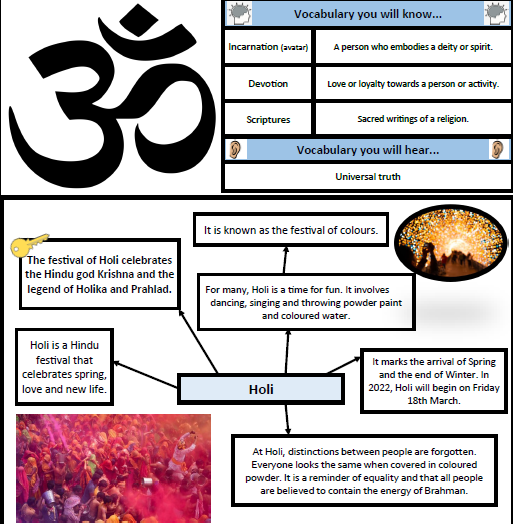 ॐ
Vocabulary you will know...
Incarnation (avatar)
A person who embodies a deity or spirit.
Devotion
Love or loyalty towards a person or activity.
Scriptures
Sacred writings of a religion.
Vocabulary you will hear...
Universal truth
It is known as the festival of colours.
The festival of Holi celebrates
the Hindu god Krishna and the
legend of Holika and Prahlad.
For many, Holi is a time for fun. It involves
dancing, singing and throwing powder paint
and coloured water.
Holi is a Hindu
festival that
celebrates spring,
love and new life.
Holi
It marks the arrival of Spring
and the end of Winter. In
2022, Holi will begin on Friday
18th March.
At Holi, distinctions between people are forgotten.
Everyone looks the same when covered in coloured
powder. It is a reminder of equality and that all people
are believed to contain the energy of Brahman.